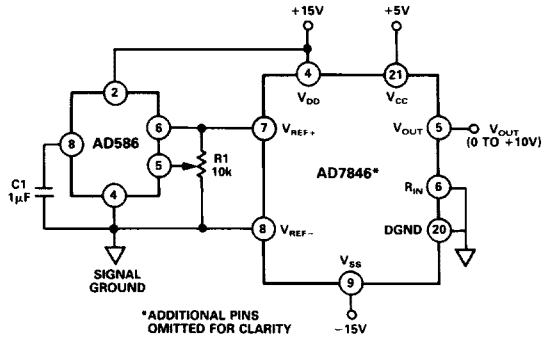 +15V
+5V
2
4
21
V_DD
V_CC
8
AD586
6
5
4
R1
10k
7
V_REF+
8
V_REF−
AD7846*
V_OUT
5
V_OUT
(0 TO +10V)
R_IN
6
DGND
20
C1
1µF
V_SS
9
SIGNAL
GROUND
−15V
*ADDITIONAL PINS
OMITTED FOR CLARITY